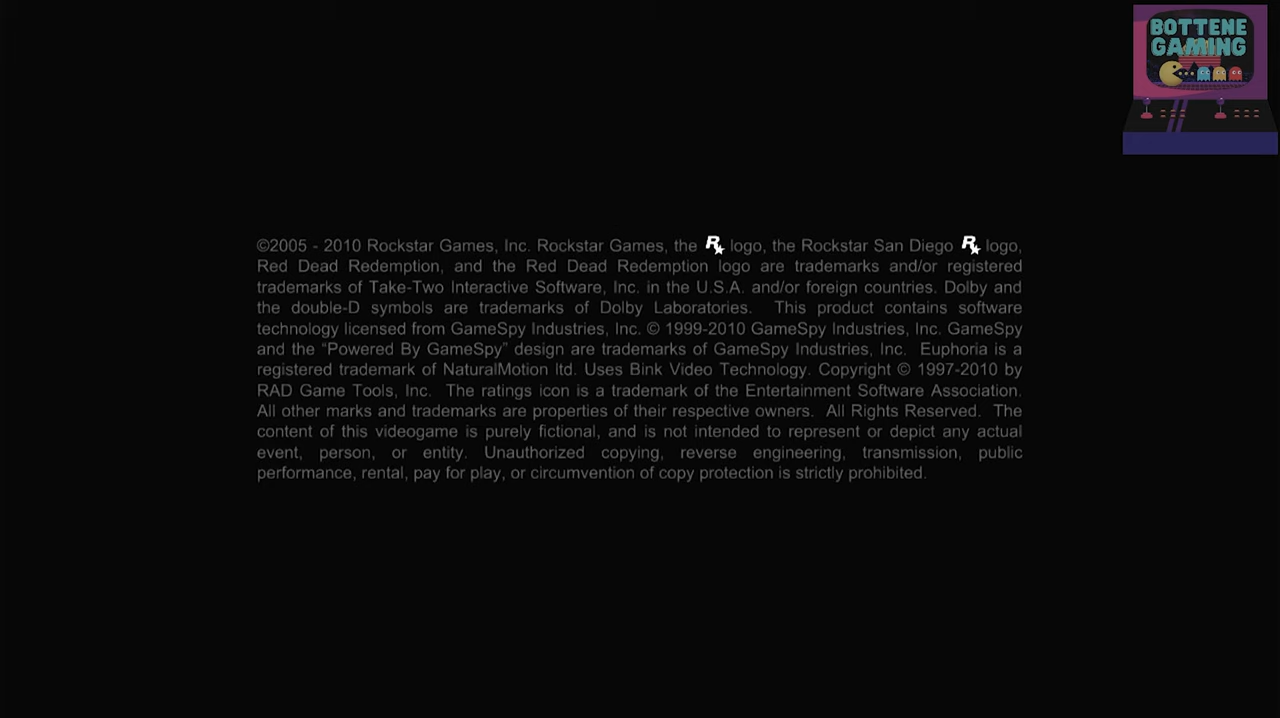 BOTTENE
GAMING
©2005 - 2010 Rockstar Games, Inc. Rockstar Games, the R logo, the Rockstar San Diego R logo,
Red Dead Redemption, and the Red Dead Redemption logo are trademarks and/or registered
trademarks of Take-Two Interactive Software, Inc. in the U.S.A. and/or foreign countries. Dolby and
the double-D symbols are trademarks of Dolby Laboratories. This product contains software
technology licensed from GameSpy Industries, Inc. © 1999-2010 GameSpy Industries, Inc. GameSpy
and the “Powered By GameSpy” design are trademarks of GameSpy Industries, Inc. Euphoria is a
registered trademark of NaturalMotion ltd. Uses Bink Video Technology. Copyright © 1997-2010 by
RAD Game Tools, Inc. The ratings icon is a trademark of the Entertainment Software Association.
All other marks and trademarks are properties of their respective owners. All Rights Reserved. The
content of this videogame is purely fictional, and is not intended to represent or depict any actual
event, person, or entity. Unauthorized copying, reverse engineering, transmission, public
performance, rental, pay for play, or circumvention of copy protection is strictly prohibited.